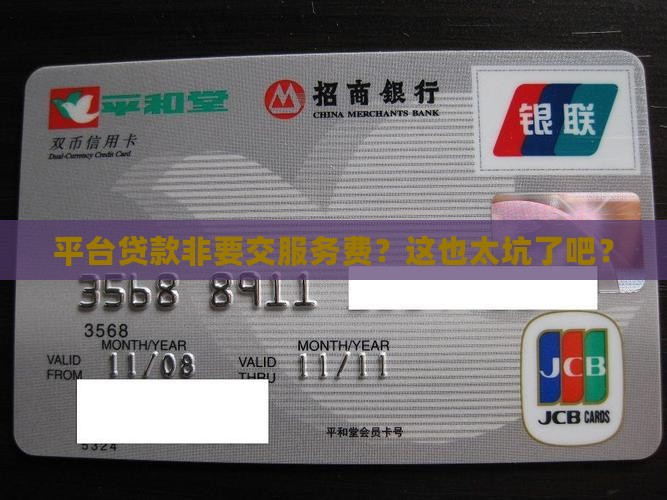 平和堂
招商銀行
CHINA MERCHANTS BANK
双币信用卡
Dual-Currency Credit Card
银联
平台贷款非要交服务费？这也太坑了吧？
3568 8911
3568
MONTH/YEAR MONTH/YEAR
VALID FROM 11/08 VALID THRU 11/11
JCB
JCB CARDS
平和堂会员卡号
5324